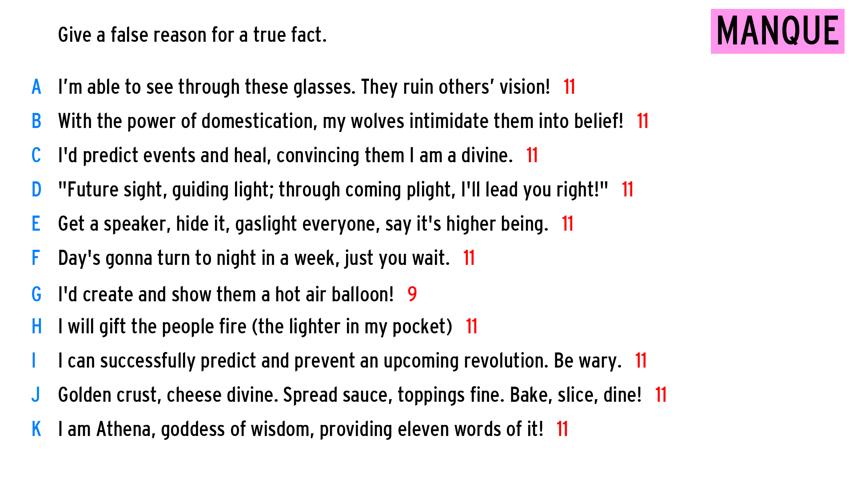 Give a false reason for a true fact.
MANQUE
A I'm able to see through these glasses. They ruin others' vision! 11
B With the power of domestication, my wolves intimidate them into belief! 11
C I'd predict events and heal, convincing them I am a divine. 11
D "Future sight, guiding light; through coming plight, I'll lead you right!" 11
E Get a speaker, hide it, gaslight everyone, say it's higher being. 11
F Day's gonna turn to night in a week, just you wait. 11
G I'd create and show them a hot air balloon! 9
H I will gift the people fire (the lighter in my pocket) 11
I I can successfully predict and prevent an upcoming revolution. Be wary. 11
J Golden crust, cheese divine. Spread sauce, toppings fine. Bake, slice, dine! 11
K I am Athena, goddess of wisdom, providing eleven words of it! 11